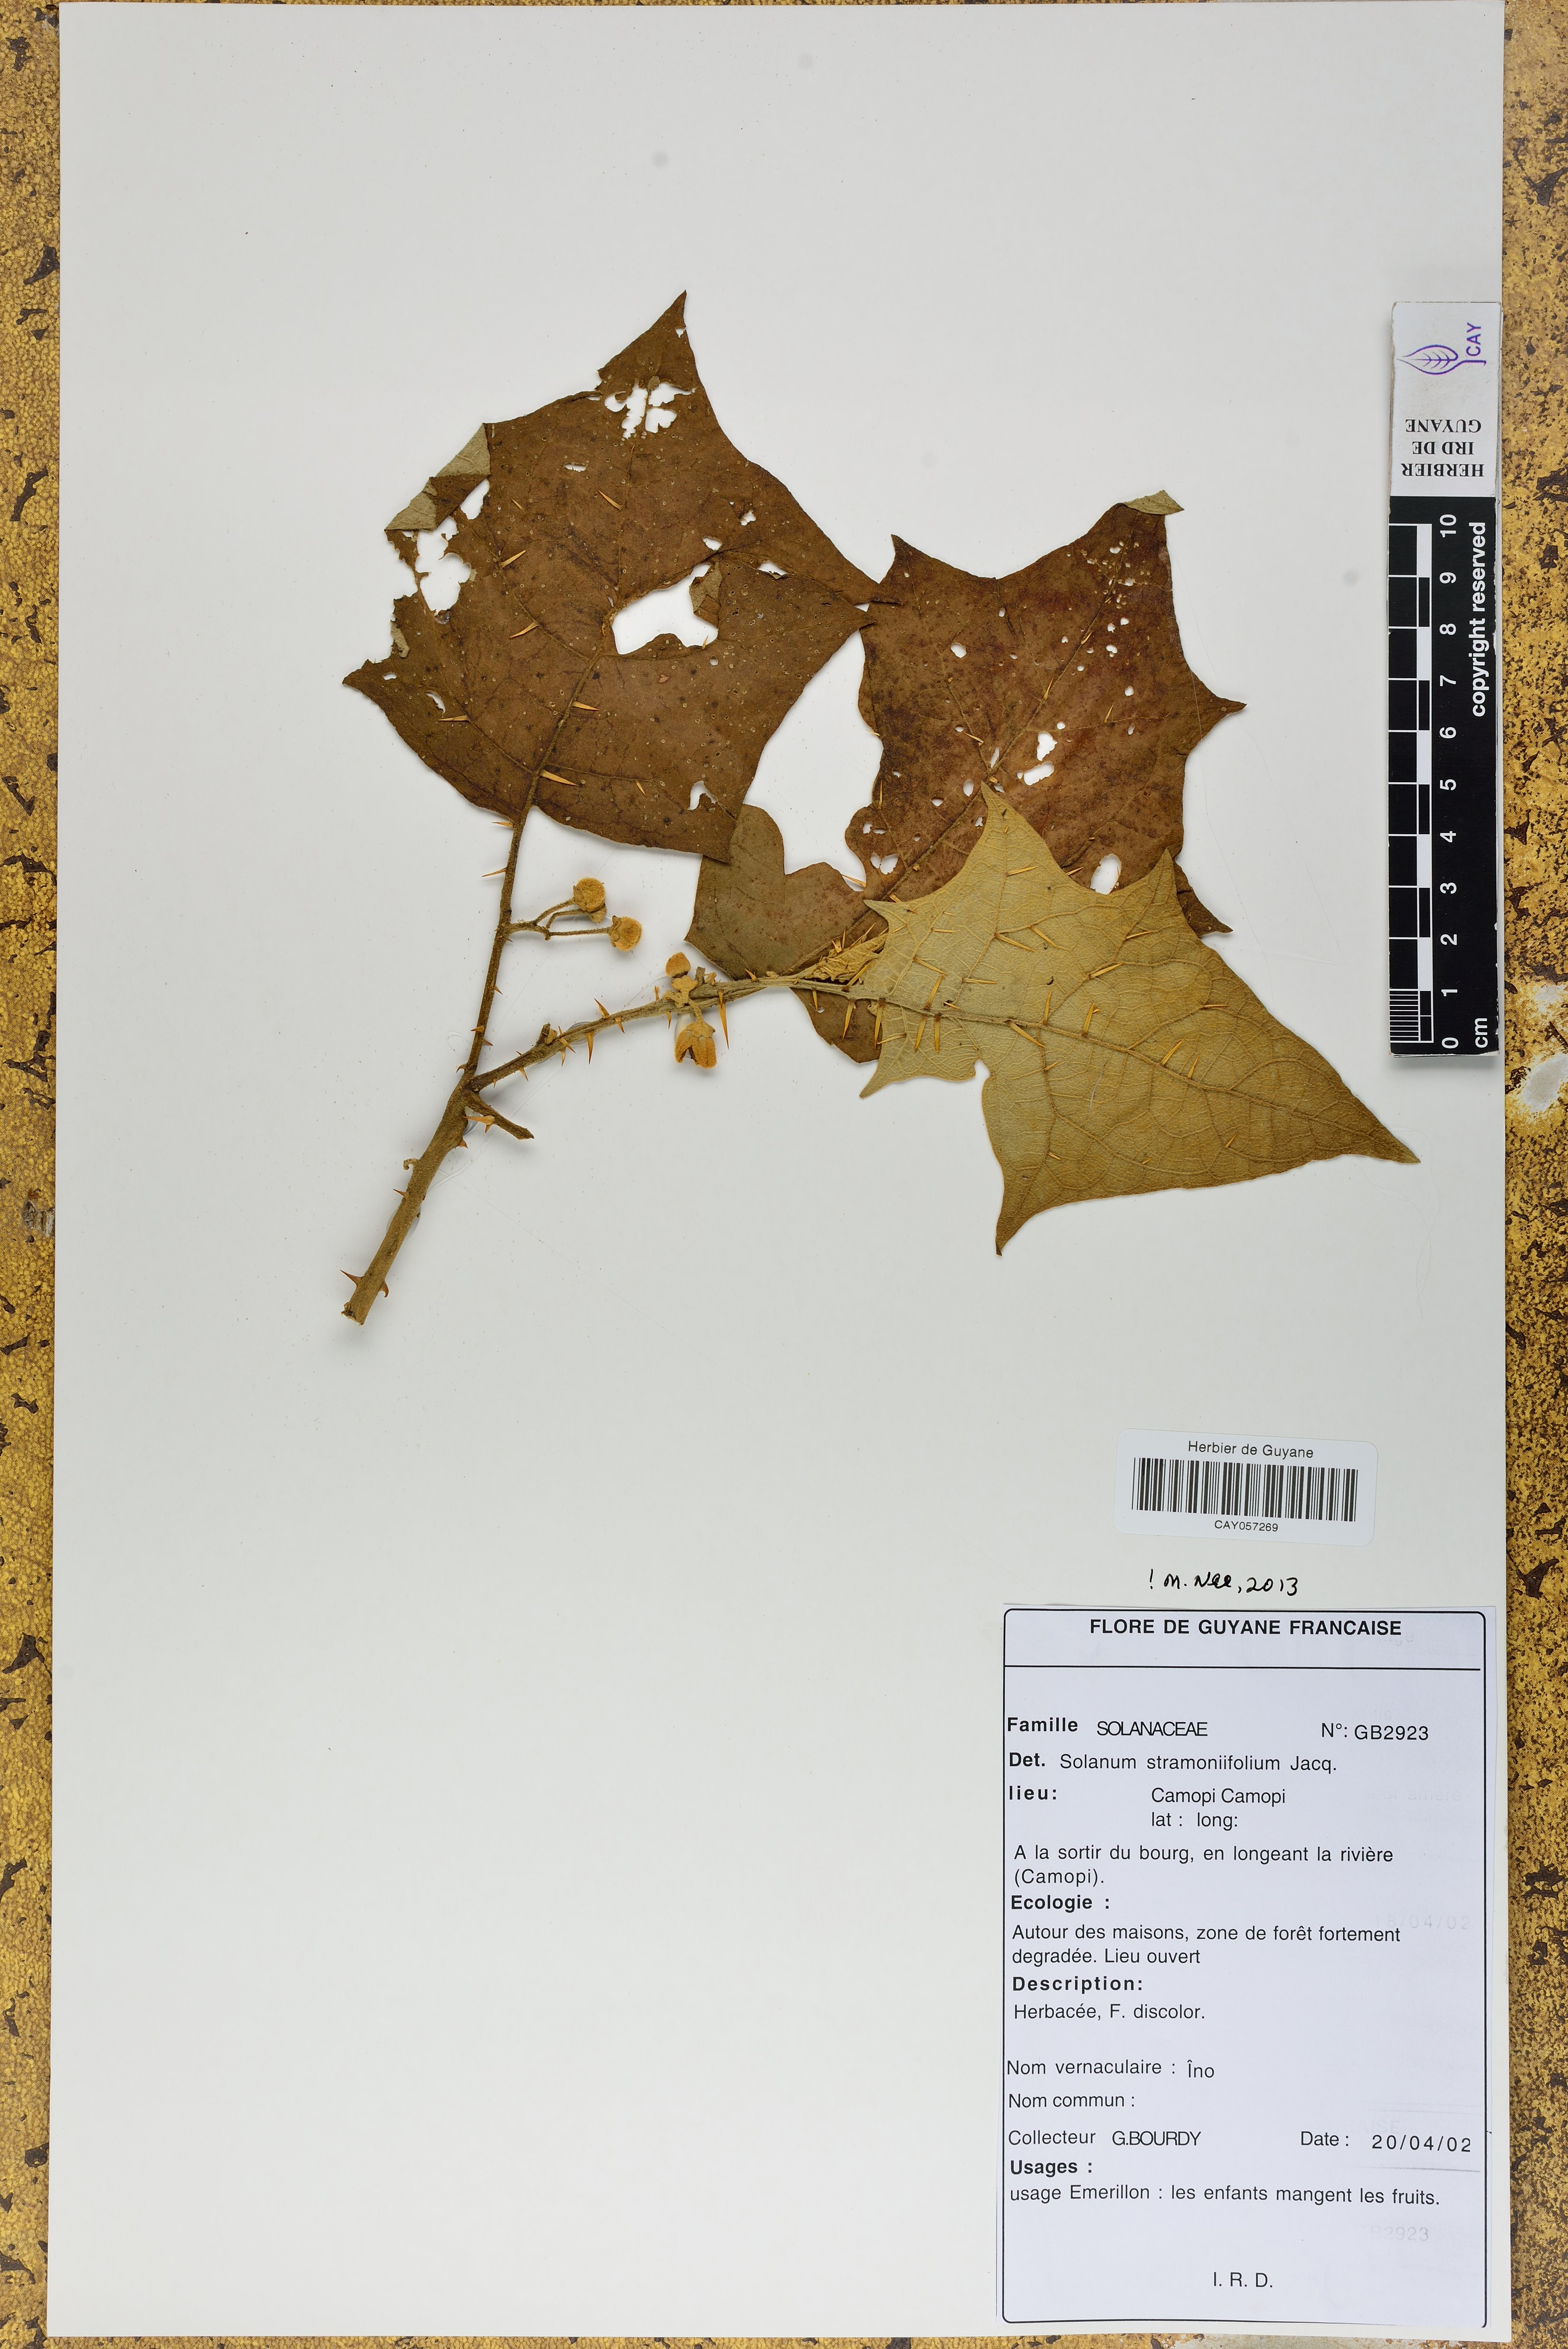 CAY
HERBIER
IRD DE
GUYANE
copyright reserved
0 1 2 3 4 5 6 7 8 9 10
cm
Herbier de Guyane
CAY057269
! M. Nee, 2013
FLORE DE GUYANE FRANCAISE
Famille SOLANACEAE N°: GB2923
Det. Solanum stramoniifolium Jacq.
lieu: Camopi Camopi
lat : long:
A la sortir du bourg, en longeant la rivière
(Camopi).
Ecologie :
Autour des maisons, zone de forêt fortement
degradée. Lieu ouvert
Description:
Herbacée, F. discolor.
Nom vernaculaire : Îno
Nom commun :
Collecteur G.BOURDY Date : 20/04/02
Usages :
usage Emerillon : les enfants mangent les fruits.
I. R. D.